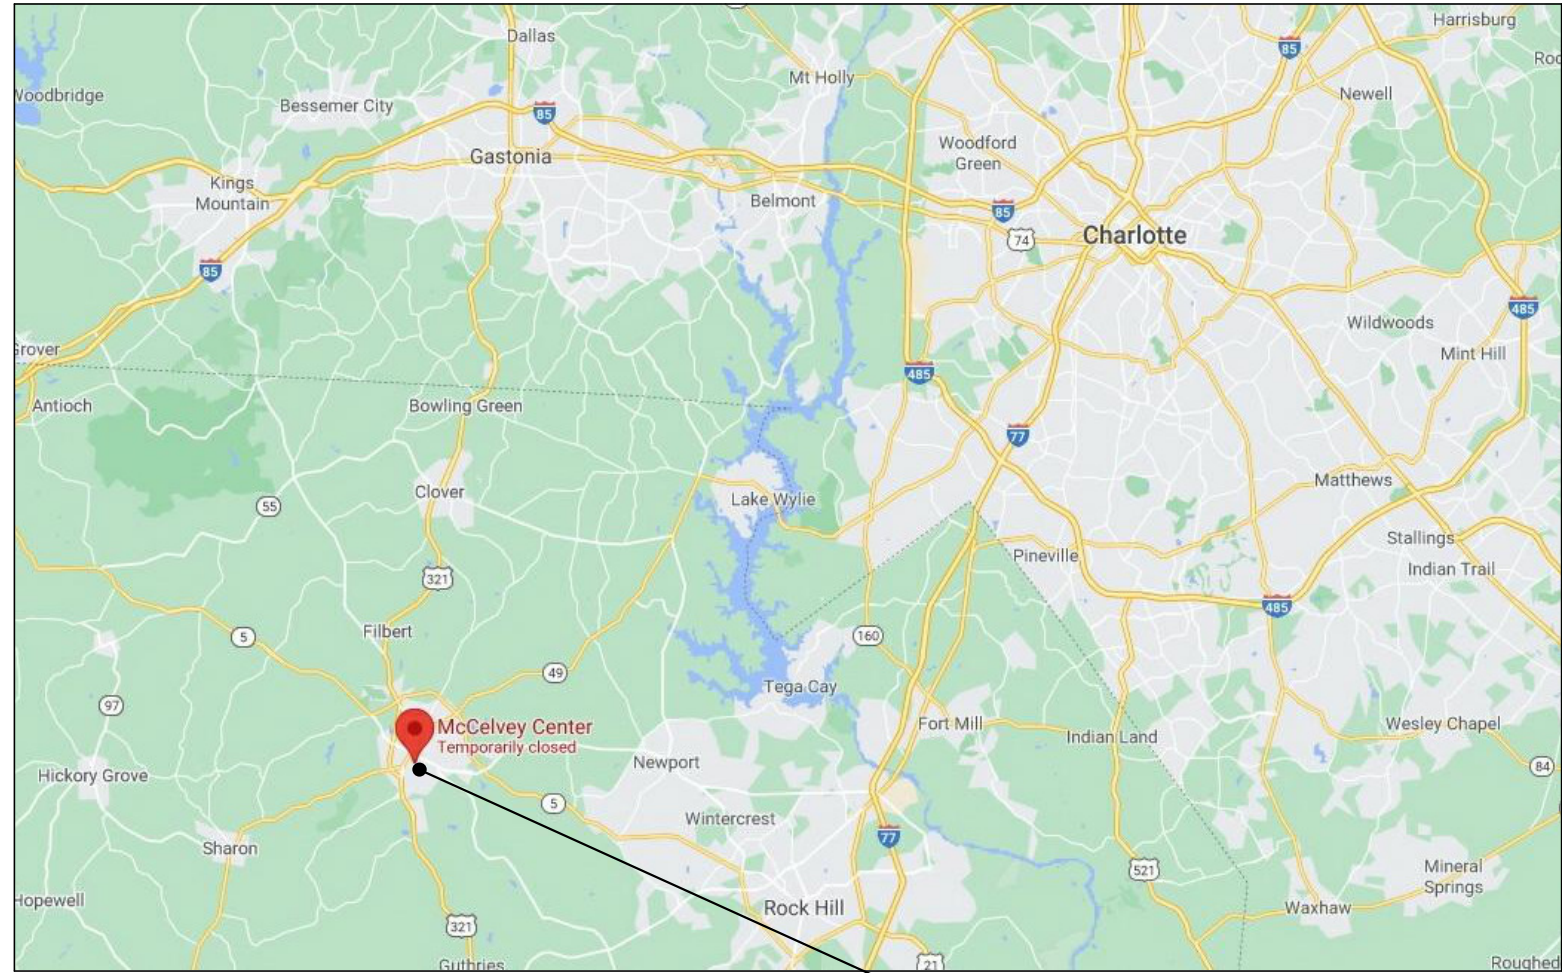 Dallas
Harrisburg
85
Roc
Mt Holly
Woodbridge
Bessemer City
85
Newell
Gastonia
Woodford
Green
Kings
Mountain
Belmont
85
74
Charlotte
85
485
Wildwoods
Grover
Mint Hill
485
Antioch
Bowling Green
77
Clover
Matthews
Lake Wylie
55
Stallings
Pineville
Indian Trail
321
485
Filbert
5
160
49
Tega Cay
97
McCelvey Center
Temporarily closed
Fort Mill
Indian Land
Wesley Chapel
Newport
Hickory Grove
84
5
Wintercrest
77
Sharon
521
Mineral
Springs
Hopewell
Rock Hill
Waxhaw
321
21
Guthries
Roughed